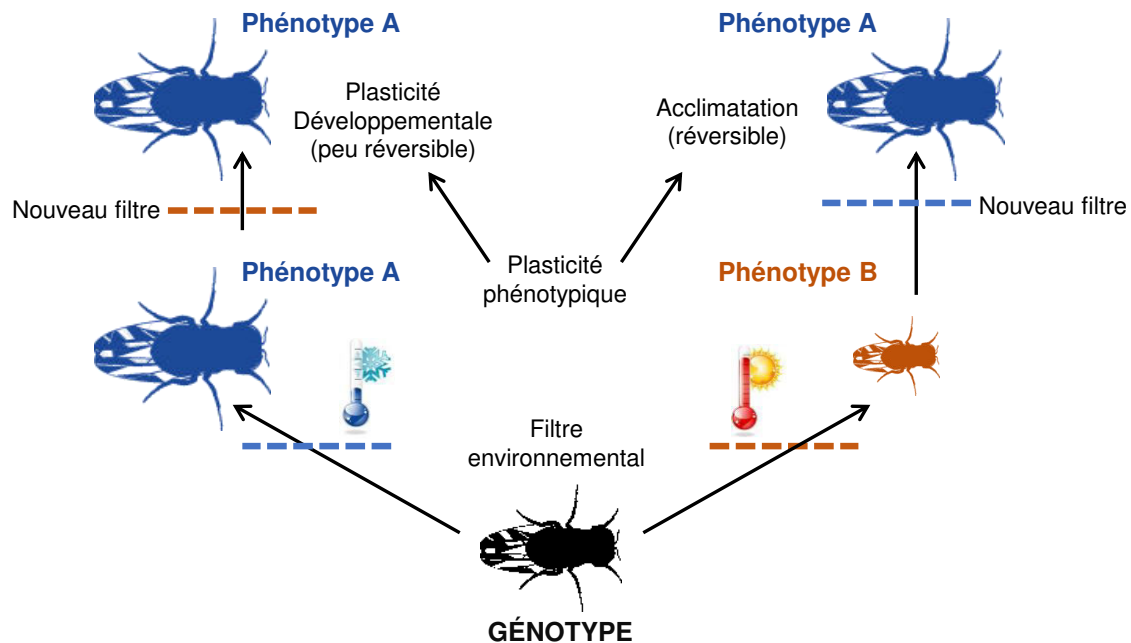 Phénotype A
Phénotype A
Plasticité
Développementale
(peu réversible)
Acclimatation
(réversible)
Nouveau filtre
Nouveau filtre
Phénotype A
Plasticité
phénotypique
Phénotype B
Filtre
environnemental
GÉNOTYPE